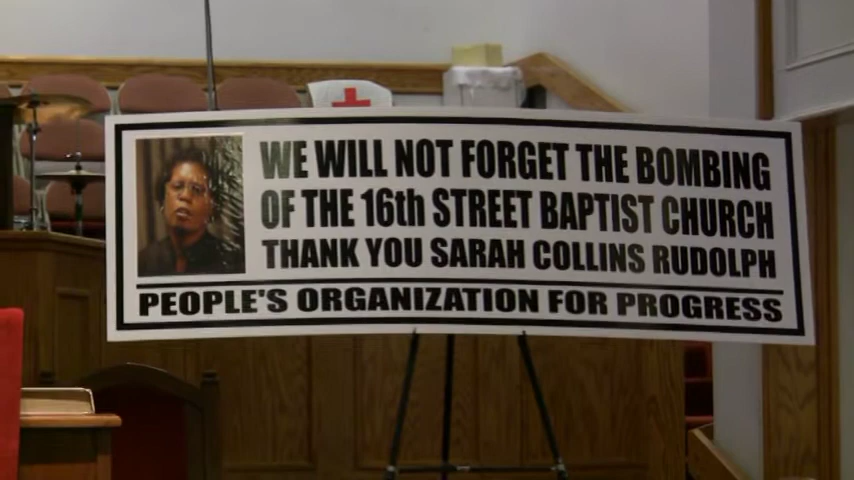 WE WILL NOT FORGET THE BOMBING
OF THE 16th STREET BAPTIST CHURCH
THANK YOU SARAH COLLINS RUDOLPH
PEOPLE'S ORGANIZATION FOR PROGRESS